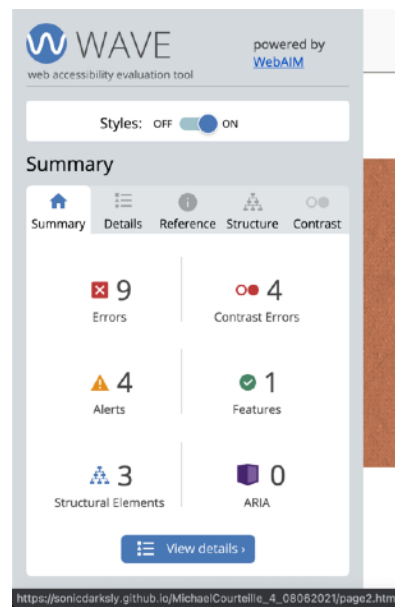 WAVE
web accessibility evaluation tool
powered by
WebAIM
Styles: OFF ON
Summary
Summary Details Reference Structure Contrast
9 4
Errors Contrast Errors
4 1
Alerts Features
3 0
Structural Elements ARIA
View details ›
https://sonicdarksly.github.io/MichaelCourteille_4_08062021/page2.htm